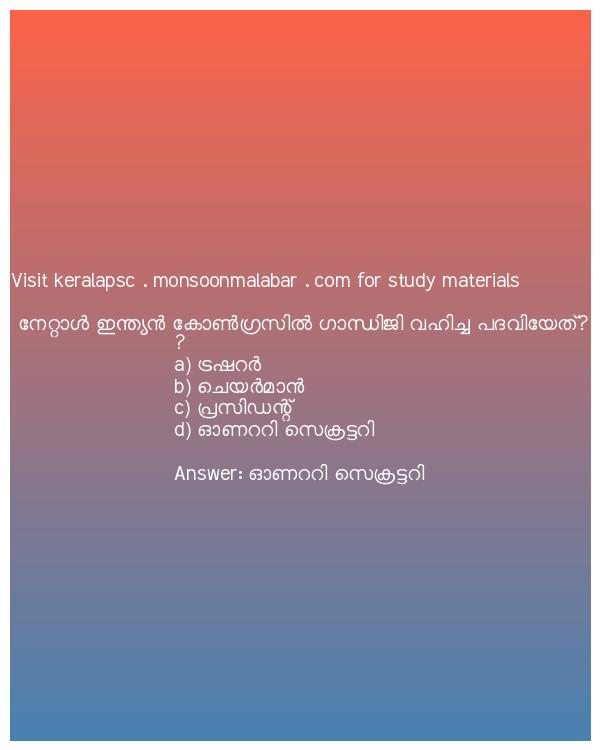 Visit keralapsc . monsoonmalabar . com for study materials
നേറ്റാൾ ഇന്ത്യൻ കോൺഗ്രസിൽ ഗാന്ധിജി വഹിച്ച പദവിയേത്?
?
a) ട്രഷറർ
b) ചെയർമാൻ
c) പ്രസിഡന്റ്
d) ഓണററി സെക്രട്ടറി
Answer: ഓണററി സെക്രട്ടറി